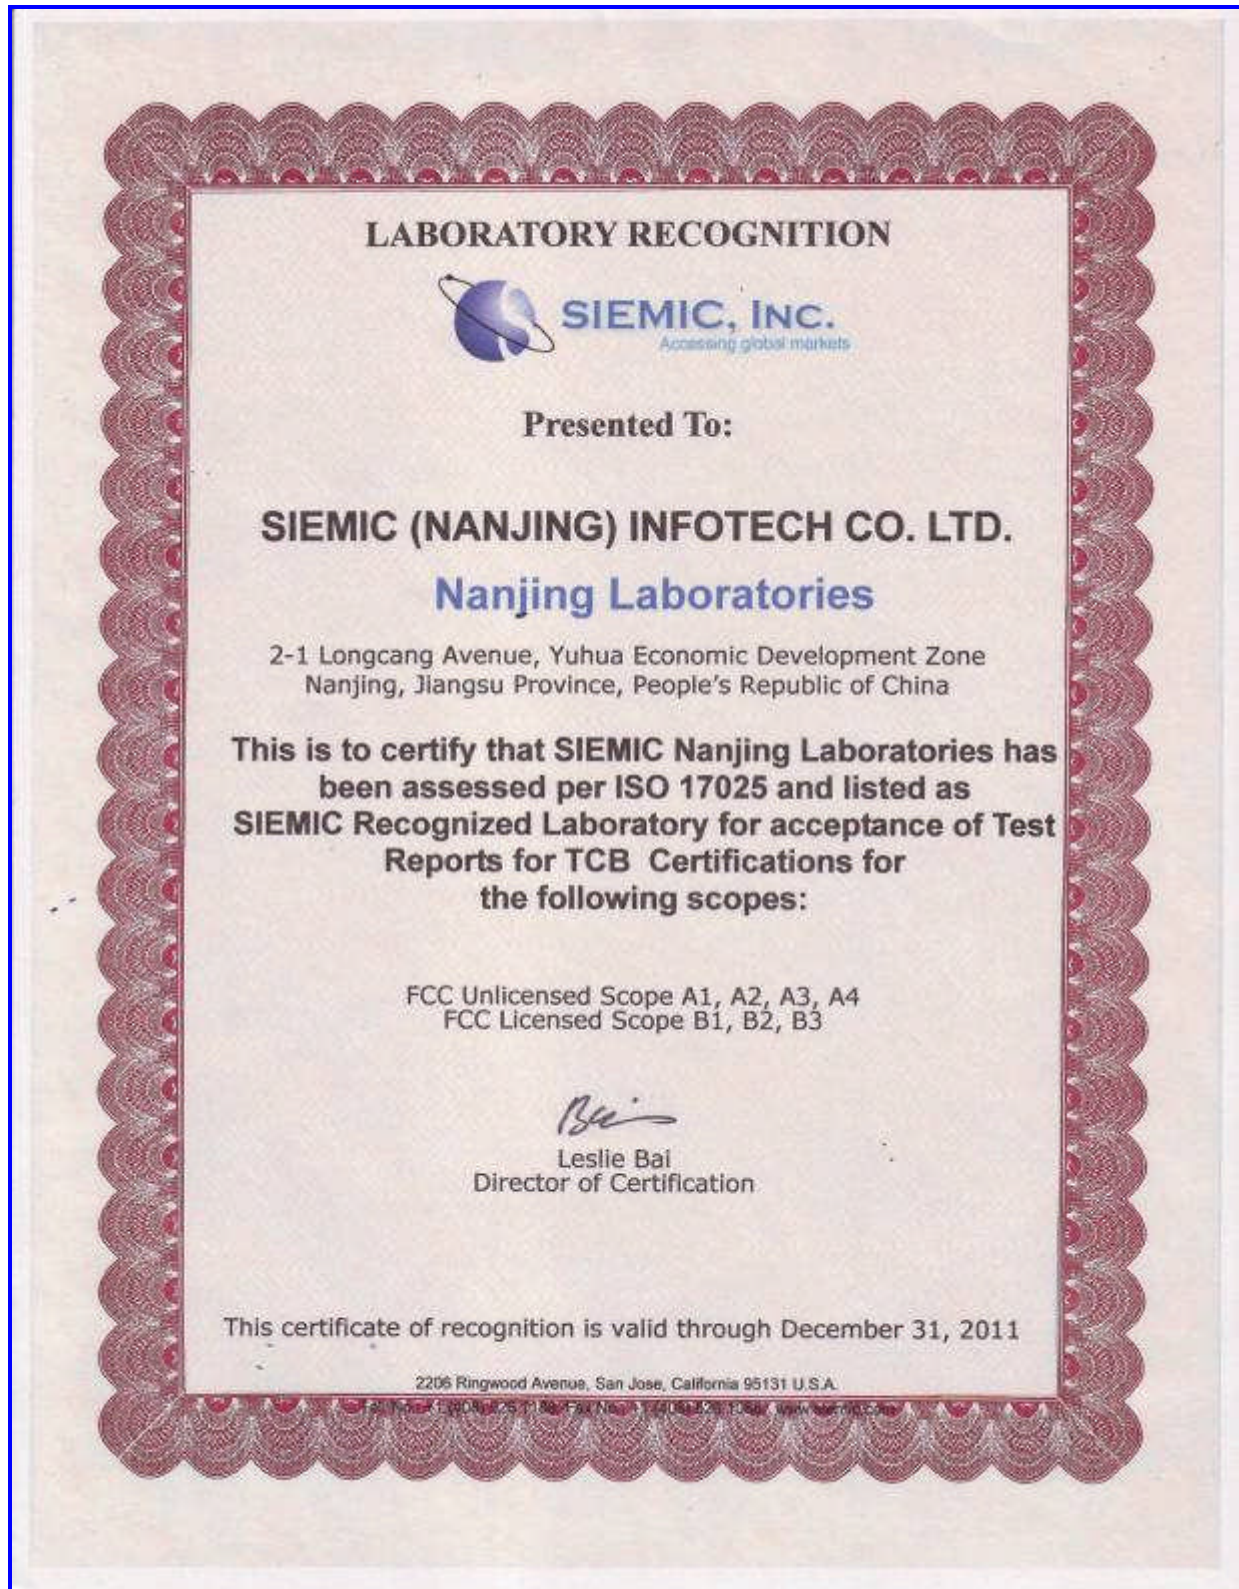 LABORATORY RECOGNITION
SIEMIC, INC.
Accessing global markets
Presented To:
SIEMIC (NANJING) INFOTECH CO. LTD.
Nanjing Laboratories
2-1 Longcang Avenue, Yuhua Economic Development Zone
Nanjing, Jiangsu Province, People's Republic of China
This is to certify that SIEMIC Nanjing Laboratories has
been assessed per ISO 17025 and listed as
SIEMIC Recognized Laboratory for acceptance of Test
Reports for TCB Certifications for
the following scopes:
FCC Unlicensed Scope A1, A2, A3, A4
FCC Licensed Scope B1, B2, B3
Bai
Leslie Bai
Director of Certification
This certificate of recognition is valid through December 31, 2011
2206 Ringwood Avenue, San Jose, California 95131 U.S.A.